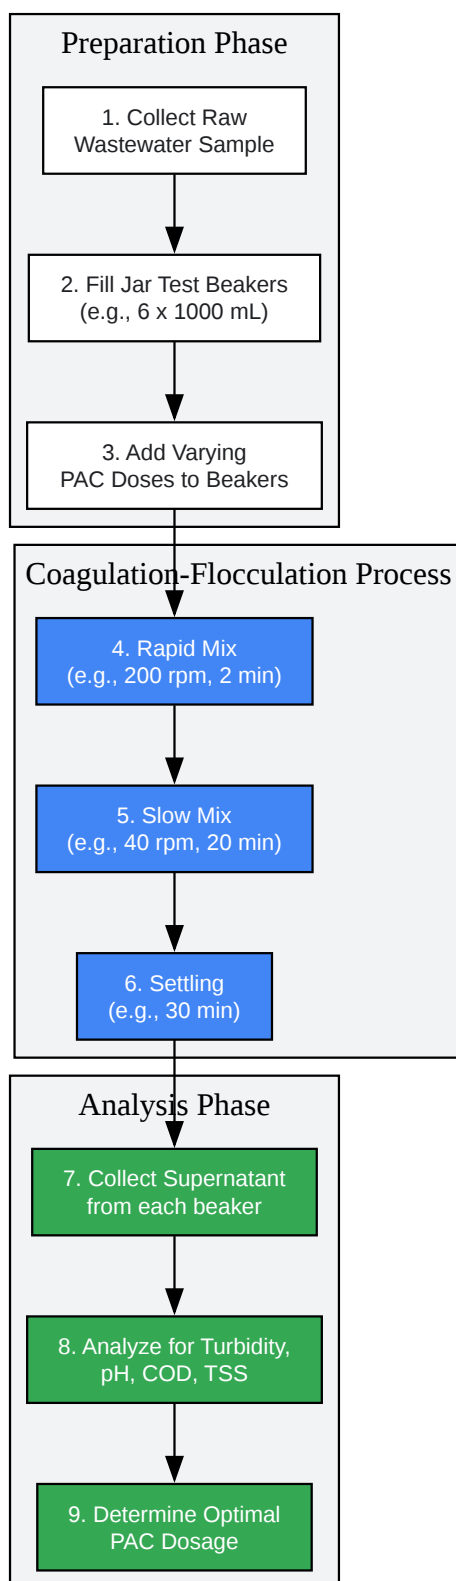 Preparation Phase
1. Collect Raw
Wastewater Sample
2. Fill Jar Test Beakers
(e.g., 6 x 1000 mL)
3. Add Varying
PAC Doses to Beakers
Coagulation-Flocculation Process
4. Rapid Mix
(e.g., 200 rpm, 2 min)
5. Slow Mix
(e.g., 40 rpm, 20 min)
6. Settling
(e.g., 30 min)
Analysis Phase
7. Collect Supernatant
from each beaker
8. Analyze for Turbidity,
pH, COD, TSS
9. Determine Optimal
PAC Dosage